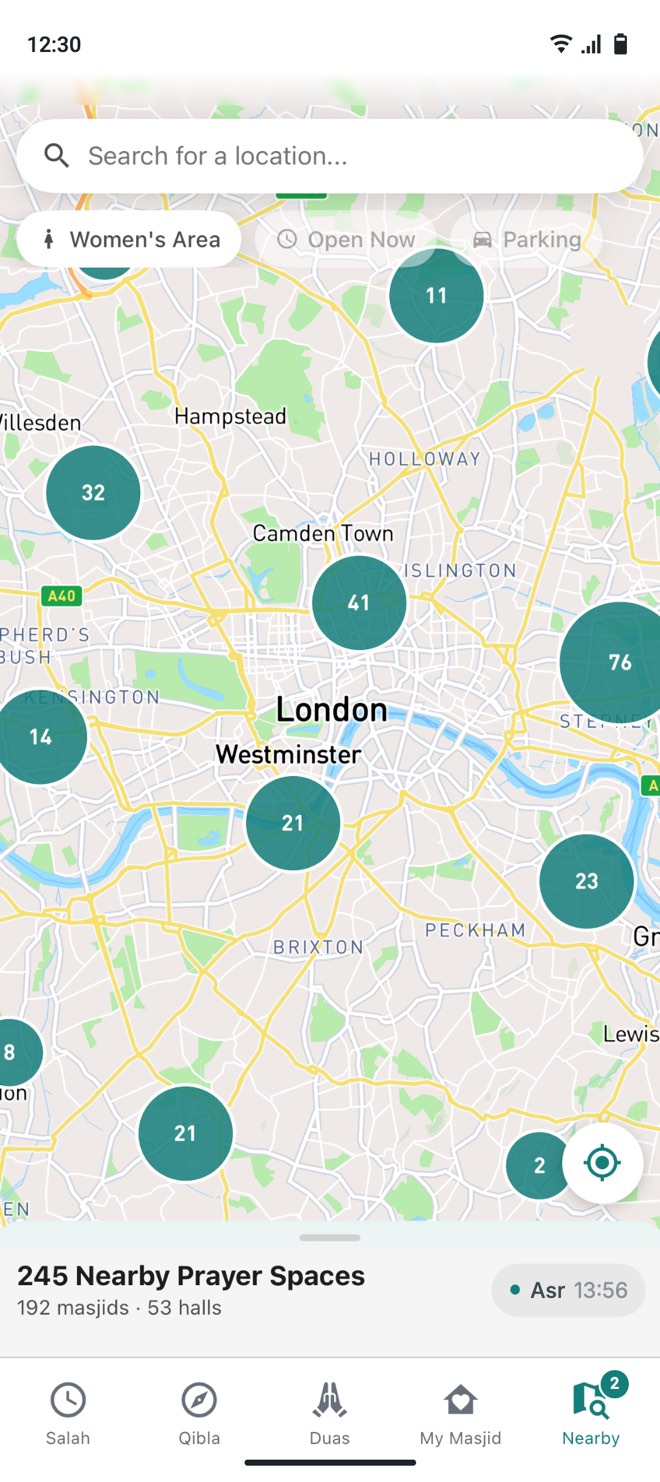 12:30
Search for a location...
Women's Area
Open Now
Parking
11
Hampstead
HOLLOWAY
32
Camden Town
ISLINGTON
A40
41
76
KENSINGTON
London
STEPNEY
14
Westminster
21
23
PECKHAM
BRIXTON
8
21
2
245 Nearby Prayer Spaces
192 masjids · 53 halls
Asr 13:56
Salah
Qibla
Duas
My Masjid
Nearby
2